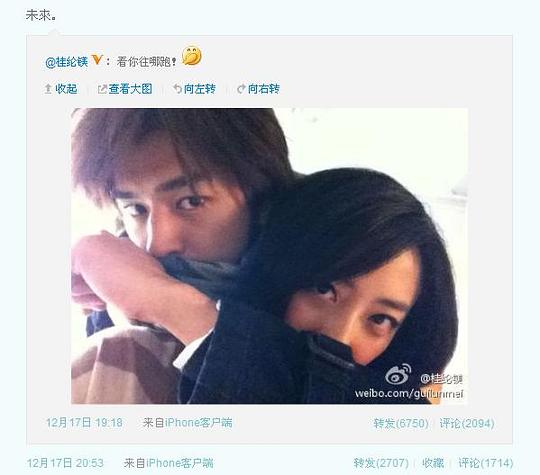 未來。
@桂纶镁：看你往哪跑！
收起 查看大图 向左转 向右转
@桂纶镁
weibo.com/guilunmei
12月17日 19:18 来自iPhone客户端 转发(6750) 评论(2094)
12月17日 20:53 来自iPhone客户端 转发(2707) 收藏 评论(1714)